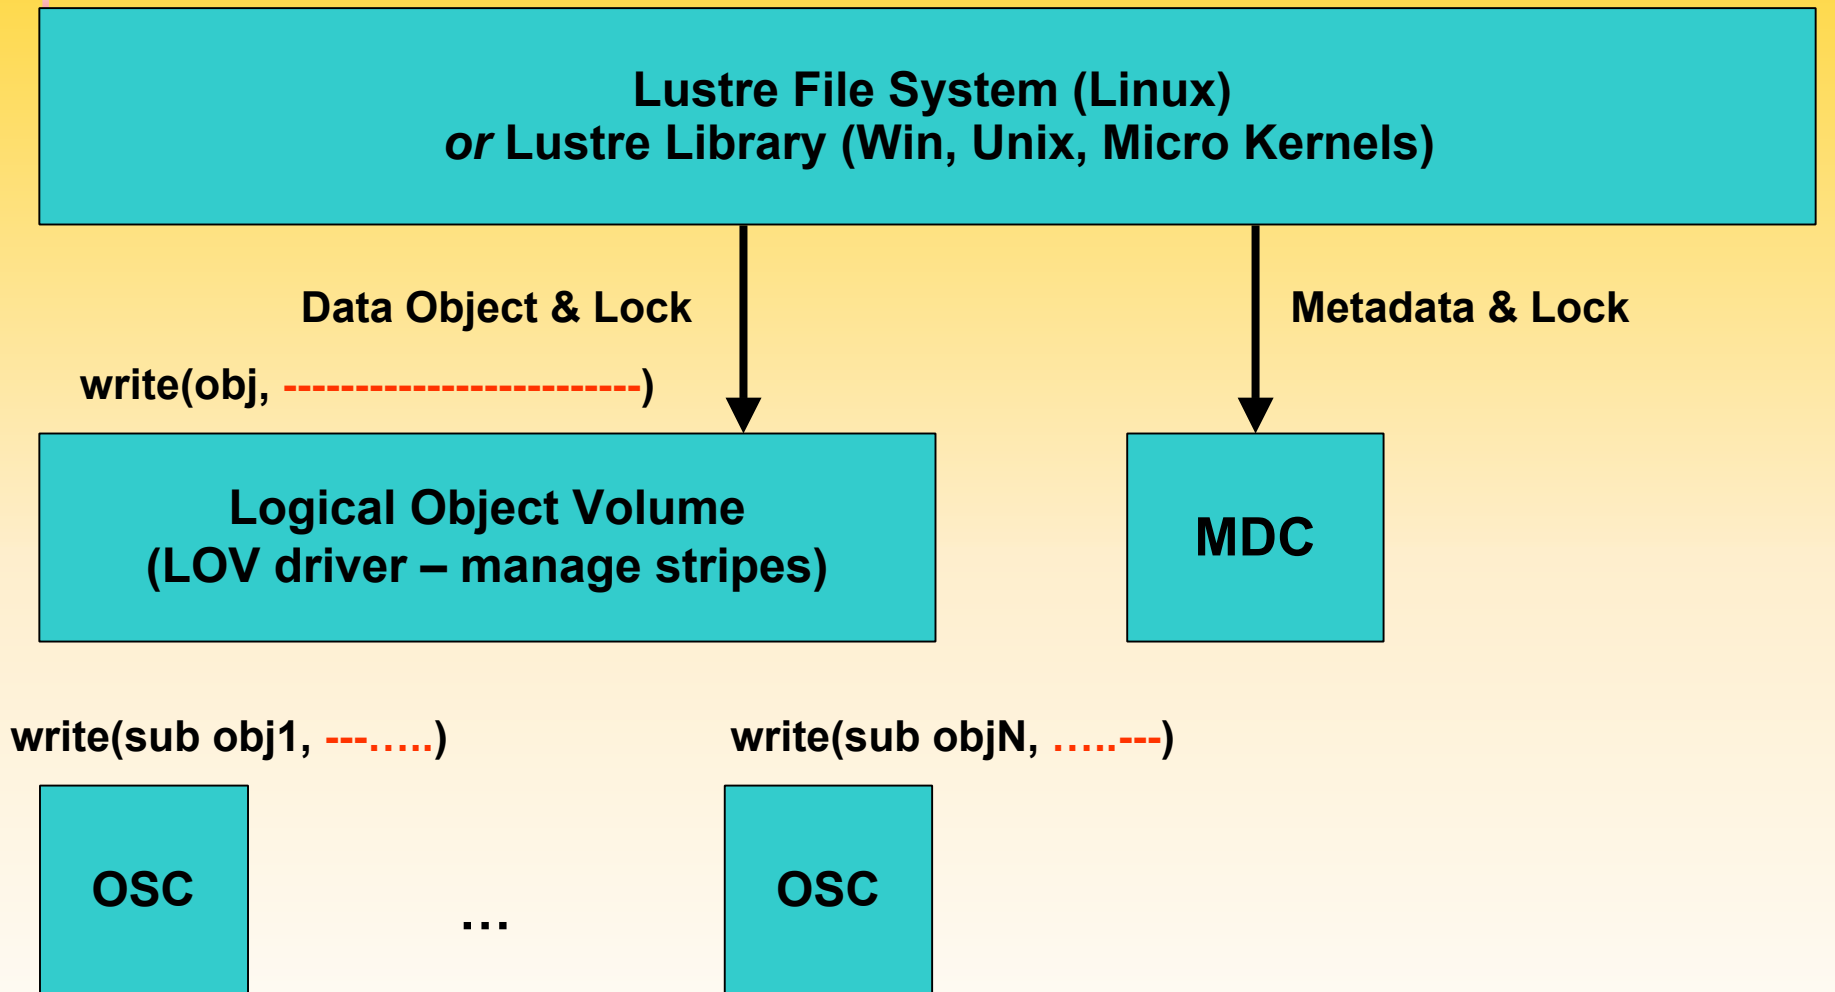 Lustre File System (Linux)
or Lustre Library (Win, Unix, Micro Kernels)
Data Object & Lock
Metadata & Lock
write(obj, -------------------------)
Logical Object Volume
(LOV driver – manage stripes)
MDC
write(sub obj1, ---…..)
write(sub objN, …..---)
OSC
…
OSC